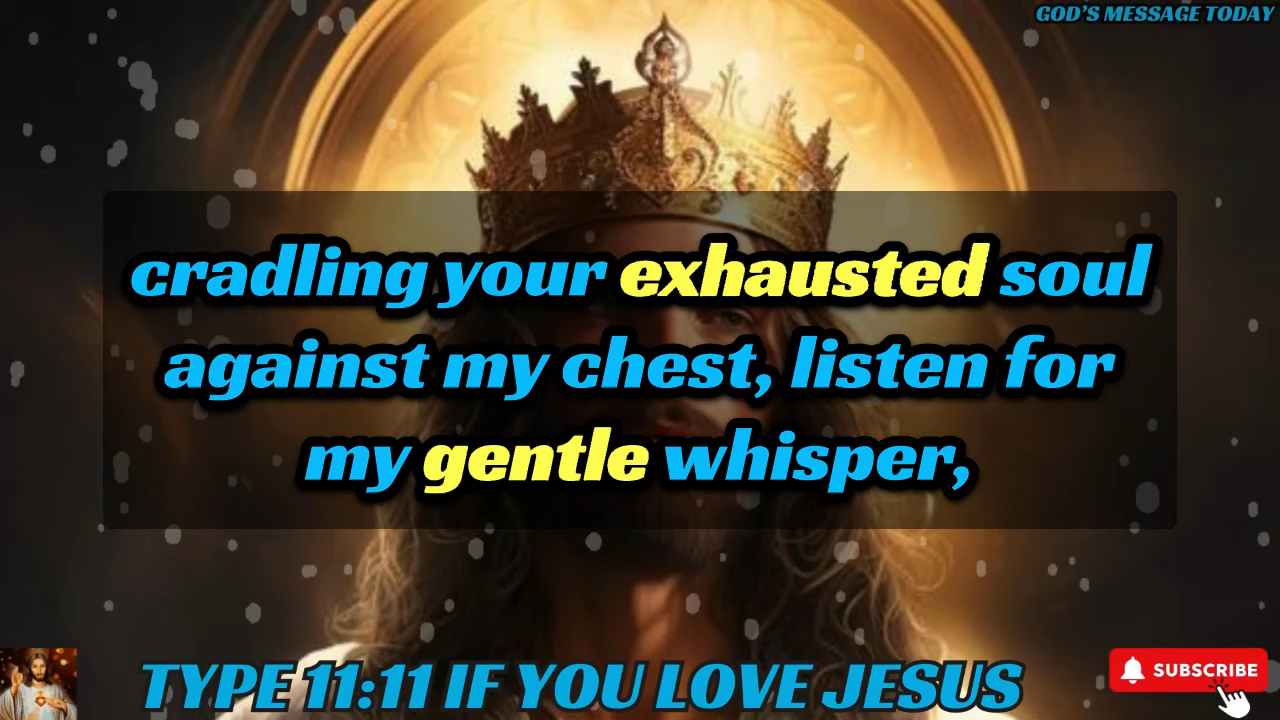 GOD'S MESSAGE TODAY
cradling your exhausted soul
against my chest, listen for
my gentle whisper,
TYPE 11:11 IF YOU LOVE JESUS
SUBSCRIBE